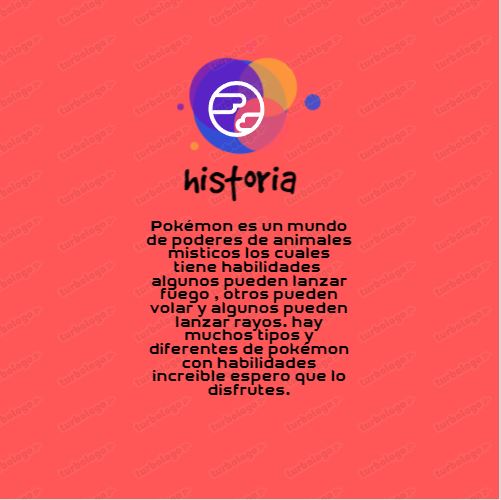 historia
Pokémon es un mundo
de poderes de animales
misticos los cuales
tiene habilidades
algunos pueden lanzar
fuego , otros pueden
volar y algunos pueden
lanzar rayos. hay
muchos tipos y
diferentes de pokémon
con habilidades
increible espero que lo
disfrutes.
turbologo